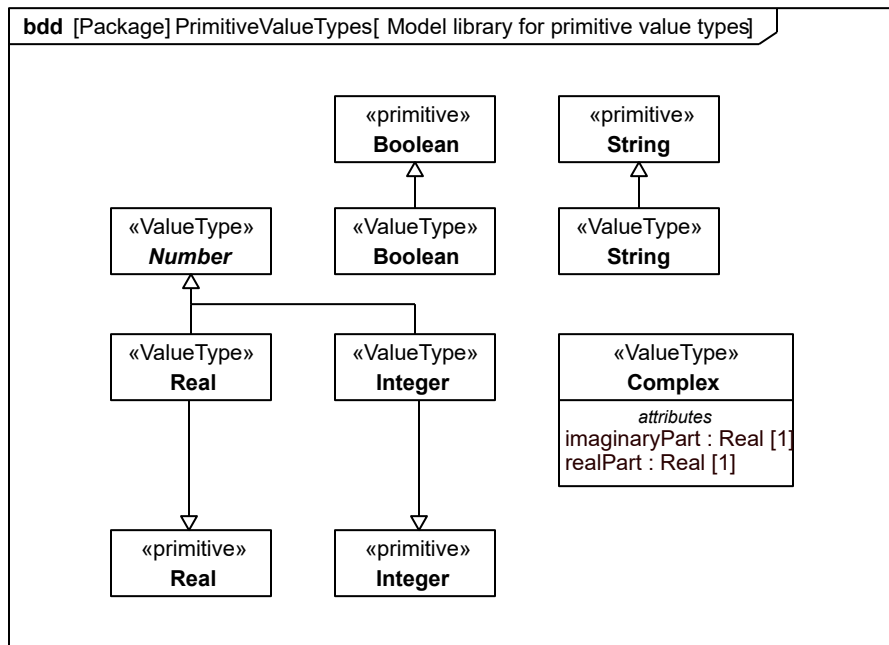 bdd [Package] PrimitiveValueTypes[ Model library for primitive value types]
«primitive»
Boolean
«primitive»
String
«ValueType»
Number
«ValueType»
Boolean
«ValueType»
String
«ValueType»
Real
«ValueType»
Integer
«ValueType»
Complex
attributes
imaginaryPart : Real [1]
realPart : Real [1]
«primitive»
Real
«primitive»
Integer